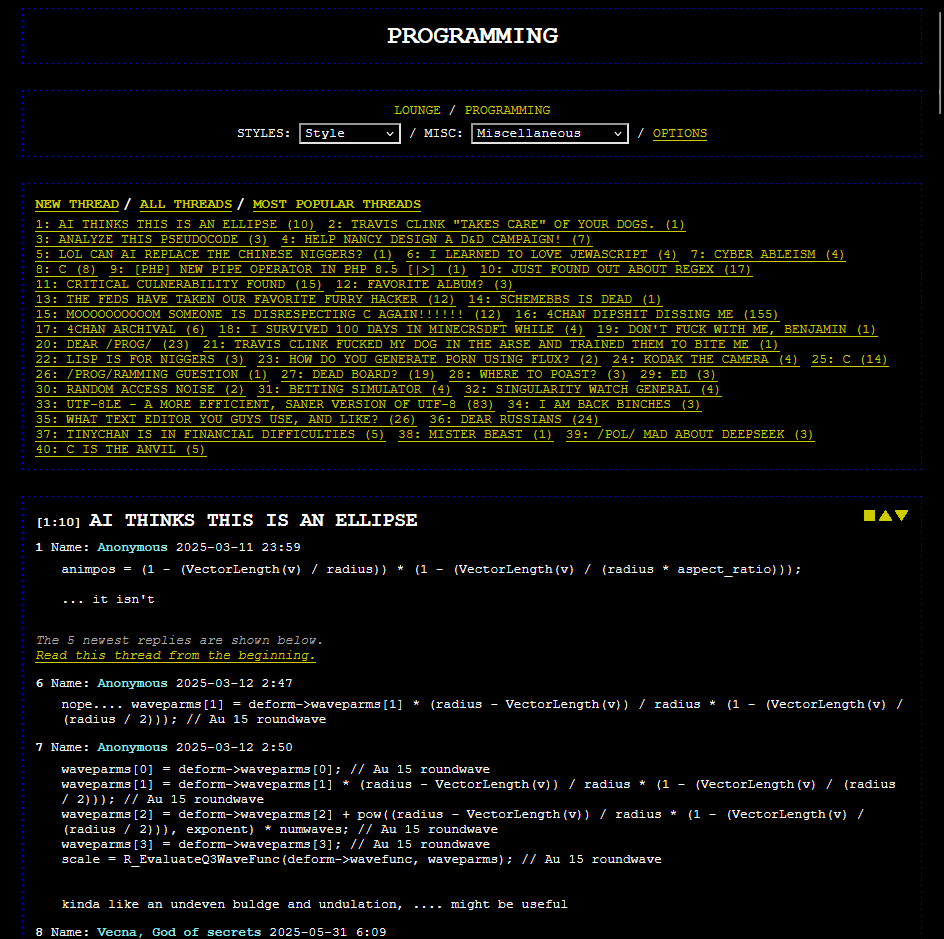 PROGRAMMING
LOUNGE / PROGRAMMING
STYLES: Style / MISC: Miscellaneous / OPTIONS
NEW THREAD / ALL THREADS / MOST POPULAR THREADS
1: AI THINKS THIS IS AN ELLIPSE (10) 2: TRAVIS CLINK "TAKES CARE" OF YOUR DOGS. (1)
3: ANALYZE THIS PSEUDOCODE (3) 4: HELP NANCY DESIGN A D&D CAMPAIGN! (7)
5: LOL CAN AI REPLACE THE CHINESE NIGGERS? (1) 6: I LEARNED TO LOVE JEWASCRIPT (4) 7: CYBER ABLEISM (4)
8: C (8) 9: [PHP] NEW PIPE OPERATOR IN PHP 8.5 [|>] (1) 10: JUST FOUND OUT ABOUT REGEX (17)
11: CRITICAL CULNERABILITY FOUND (15) 12: FAVORITE ALBUM? (3)
13: THE FEDS HAVE TAKEN OUR FAVORITE FURRY HACKER (12) 14: SCHEMEBBS IS DEAD (1)
15: MOOOOOOOOOOM SOMEONE IS DISRESPECTING C AGAIN!!!!!! (12) 16: 4CHAN DIPSHIT DISSING ME (155)
17: 4CHAN ARCHIVAL (6) 18: I SURVIVED 100 DAYS IN MINECRSDFT WHILE (4) 19: DON'T FUCK WITH ME, BENJAMIN (1)
20: DEAR /PROG/ (23) 21: TRAVIS CLINK FUCKED MY DOG IN THE ARSE AND TRAINED THEM TO BITE ME (1)
22: LISP IS FOR NIGGERS (3) 23: HOW DO YOU GENERATE PORN USING FLUX? (2) 24: KODAK THE CAMERA (4) 25: C (14)
26: /PROG/RAMMING GUESTION (1) 27: DEAD BOARD? (19) 28: WHERE TO POAST? (3) 29: ED (3)
30: RANDOM ACCESS NOISE (2) 31: BETTING SIMULATOR (4) 32: SINGULARITY WATCH GENERAL (4)
33: UTF-8LE - A MORE EFFICIENT, SANER VERSION OF UTF-8 (83) 34: I AM BACK BINCHES (3)
35: WHAT TEXT EDITOR YOU GUYS USE, AND LIKE? (26) 36: DEAR RUSSIANS (24)
37: TINYCHAN IS IN FINANCIAL DIFFICULTIES (5) 38: MISTER BEAST (1) 39: /POL/ MAD ABOUT DEEPSEEK (3)
40: C IS THE ANVIL (5)
[1:10] AI THINKS THIS IS AN ELLIPSE
1 Name: Anonymous 2025-03-11 23:59
animpos = (1 - (VectorLength(v) / radius)) * (1 - (VectorLength(v) / (radius * aspect_ratio)));
... it isn't
The 5 newest replies are shown below.
Read this thread from the beginning.
6 Name: Anonymous 2025-03-12 2:47
nope.... waveparms[1] = deform->waveparms[1] * (radius - VectorLength(v)) / radius * (1 - (VectorLength(v) /
(radius / 2))); // Au 15 roundwave
7 Name: Anonymous 2025-03-12 2:50
waveparms[0] = deform->waveparms[0]; // Au 15 roundwave
waveparms[1] = deform->waveparms[1] * (radius - VectorLength(v)) / radius * (1 - (VectorLength(v) / (radius
/ 2))); // Au 15 roundwave
waveparms[2] = deform->waveparms[2] + pow((radius - VectorLength(v)) / radius * (1 - (VectorLength(v) /
(radius / 2))), exponent) * numwaves; // Au 15 roundwave
waveparms[3] = deform->waveparms[3]; // Au 15 roundwave
scale = R_EvaluateQ3WaveFunc(deform->wavefunc, waveparms); // Au 15 roundwave
kinda like an undeven buldge and undulation, .... might be useful
8 Name: Vecna, God of secrets 2025-05-31 6:09